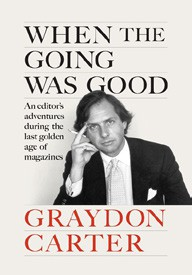 WHEN THE
GOING
WAS GOOD
An editor's
adventures
during the
last golden
age of
magazines
GRAYDON
CARTER